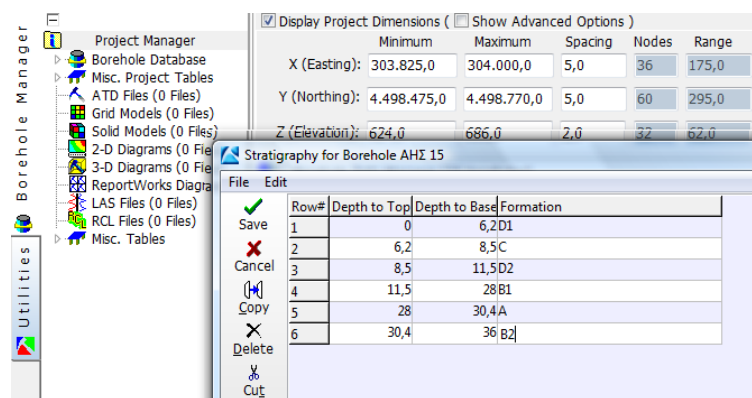 Borehole Manager
Utilities
Project Manager
Borehole Database
Misc. Project Tables
ATD Files (0 Files)
Grid Models (0 Files)
Solid Models (0 Files)
2-D Diagrams (0 File
3-D Diagrams (0 File
ReportWorks Diagra
LAS Files (0 Files)
RCL Files (0 Files)
Misc. Tables
Display Project Dimensions ( Show Advanced Options )
Minimum Maximum Spacing Nodes Range
X (Easting): 303.825,0 304.000,0 5,0 36 175,0
Y (Northing): 4.498.475,0 4.498.770,0 5,0 60 295,0
Z (Elevation): 624,0 686,0 2,0 32 62,0
Stratigraphy for Borehole ΑΗΣ 15
File Edit
Save
Cancel
Copy
Delete
Cut
Row# Depth to Top Depth to Base Formation
1 0 6,2 D1
2 6,2 8,5 C
3 8,5 11,5 D2
4 11,5 28 B1
5 28 30,4 A
6 30,4 36 B2